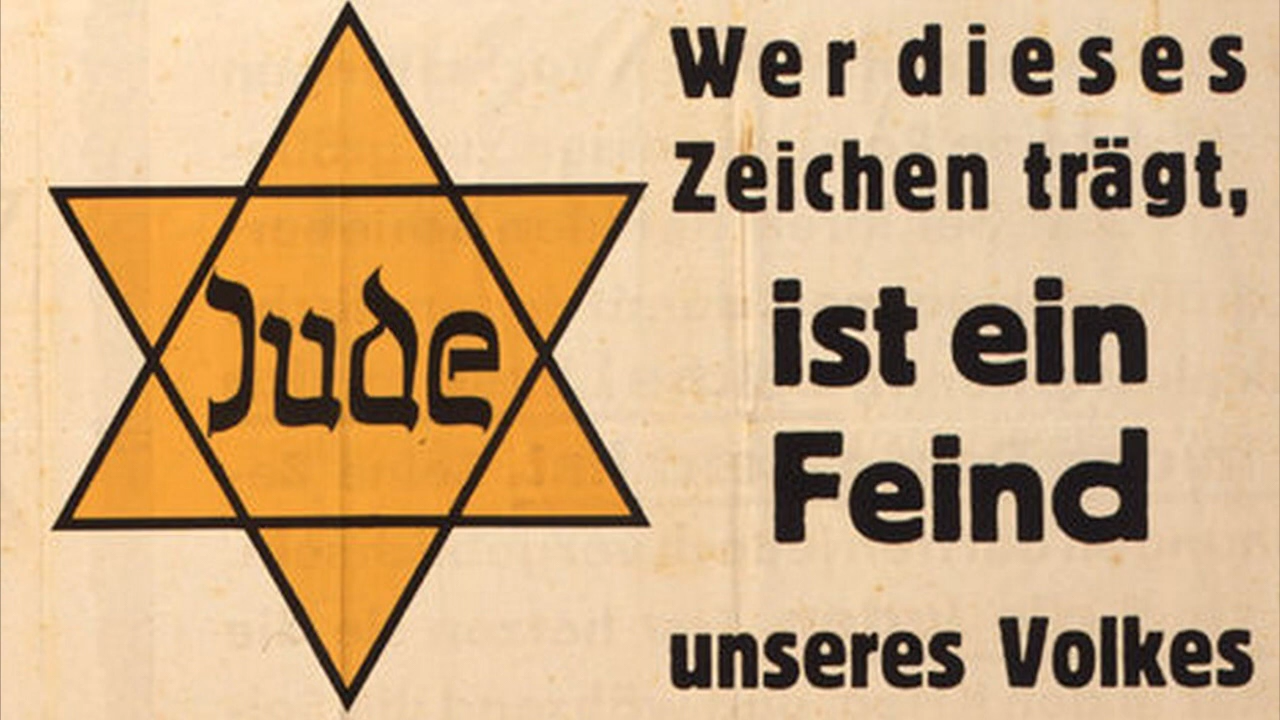 Jude
Wer dieses
Zeichen trägt,
ist ein
Feind
unseres Volkes